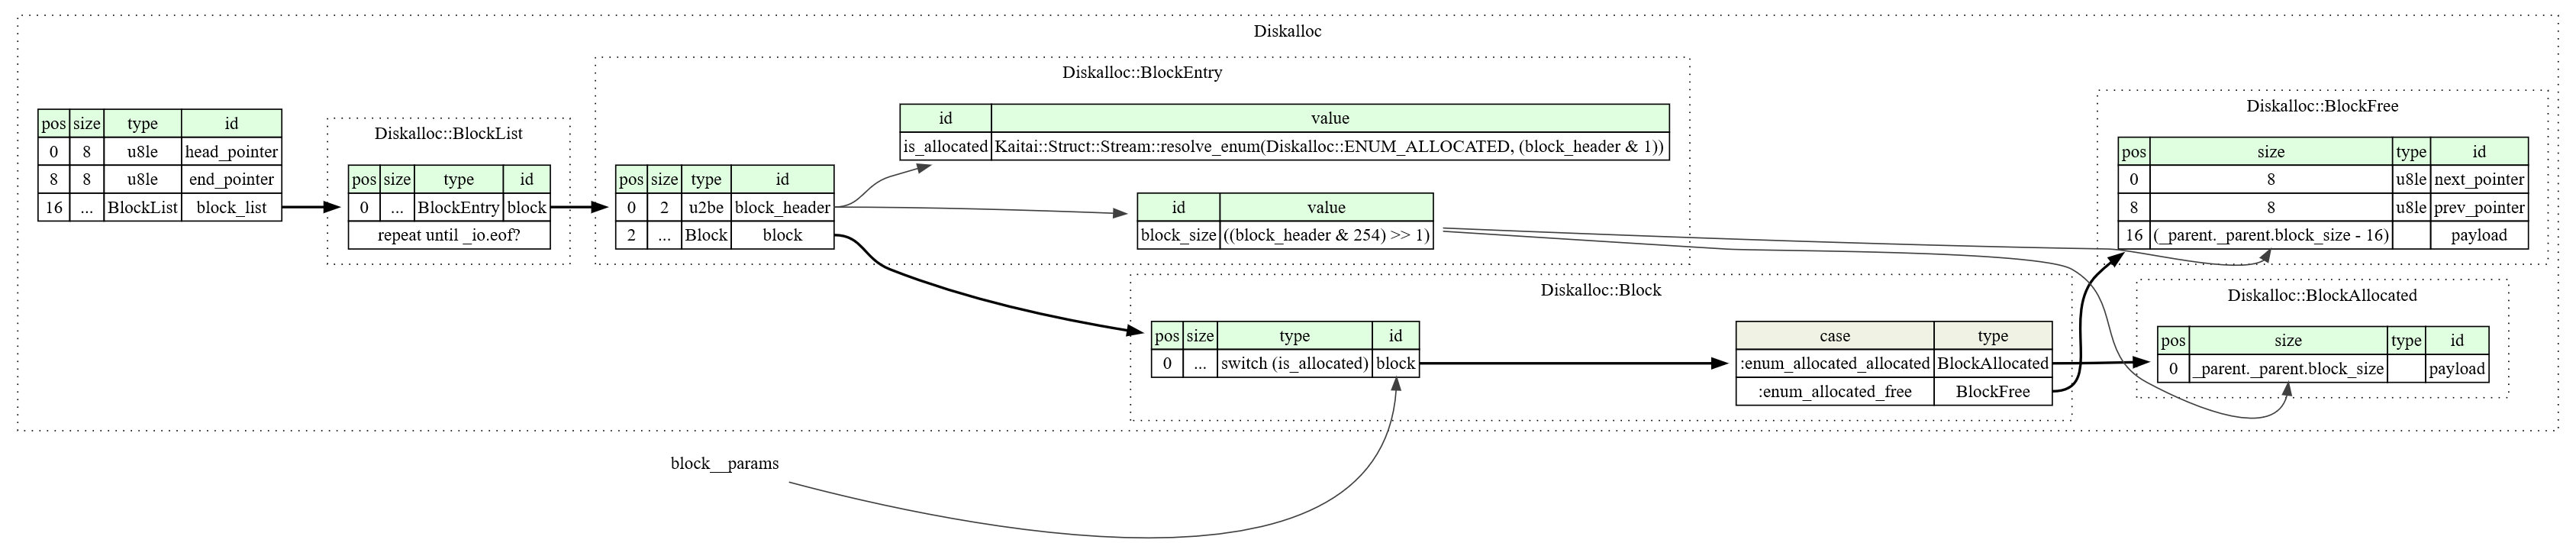 Diskalloc
pos size type id
0 8 u8le head_pointer
8 8 u8le end_pointer
16 ... BlockList block_list
Diskalloc::BlockList
pos size type id
0 ... BlockEntry block
repeat until _io.eof?
Diskalloc::BlockEntry
pos size type id
0 2 u2be block_header
2 ... Block block
id value
is_allocated Kaitai::Struct::Stream::resolve_enum(Diskalloc::ENUM_ALLOCATED, (block_header & 1))
id value
block_size ((block_header & 254) >> 1)
Diskalloc::Block
pos size type id
0 ... switch (is_allocated) block
case type
:enum_allocated_allocated BlockAllocated
:enum_allocated_free BlockFree
Diskalloc::BlockFree
pos size type id
0 8 u8le next_pointer
8 8 u8le prev_pointer
16 (_parent._parent.block_size - 16) payload
Diskalloc::BlockAllocated
pos size type id
0 _parent._parent.block_size payload
block__params